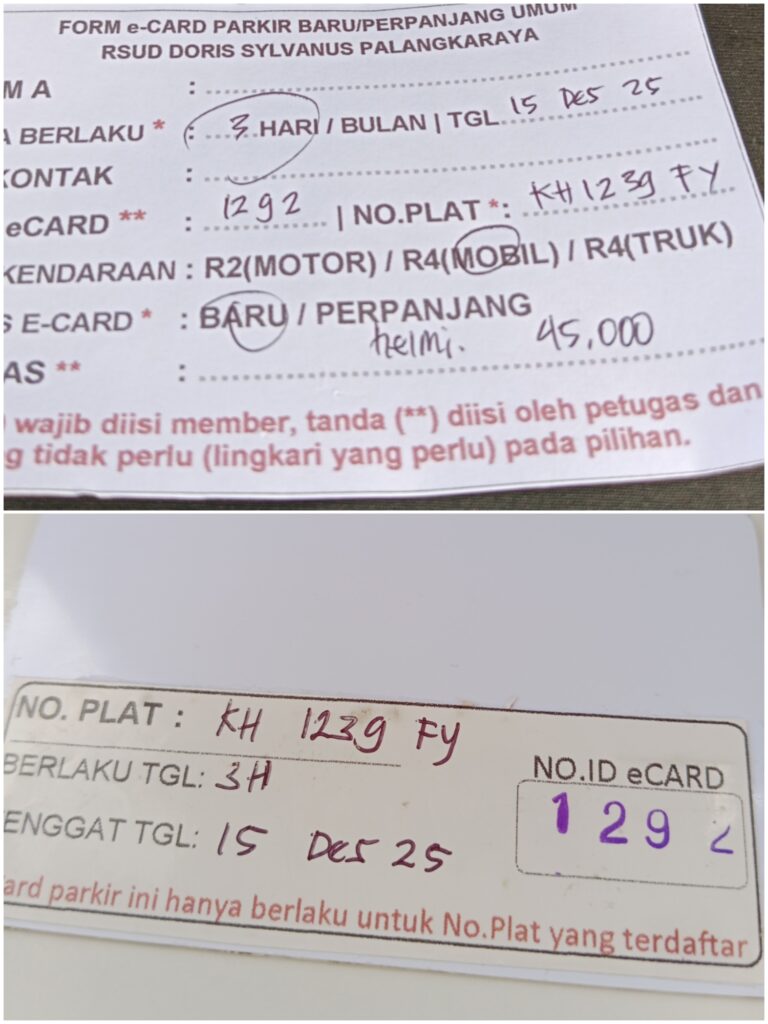 FORM e-CARD PARKIR BARU/PERPANJANG UMUM
RSUD DORIS SYLVANUS PALANGKARAYA
M A :
A BERLAKU * : 3 HARI / BULAN | TGL 15 Des 25
KONTAK :
eCARD ** : 1292 | NO.PLAT *: KH 1239 FY
KENDARAAN : R2(MOTOR) / R4(MOBIL) / R4(TRUK)
S E-CARD * : BARU / PERPANJANG
helmi. 45,000
AS ** :
wajib diisi member, tanda (**) diisi oleh petugas dan
g tidak perlu (lingkari yang perlu) pada pilihan.
NO. PLAT : KH 1239 FY
BERLAKU TGL: 3H
NO.ID eCARD
ENGGAT TGL: 15 Des 25
1292
ard parkir ini hanya berlaku untuk No.Plat yang terdaftar